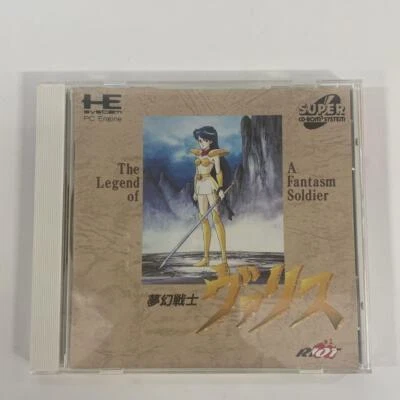 HE
SYSTEM
PC Engine
SUPER
CD-ROM² SYSTEM
The
Legend
of
A
Fantasm
Soldier
夢幻戦士
ヴァリス
RIOT